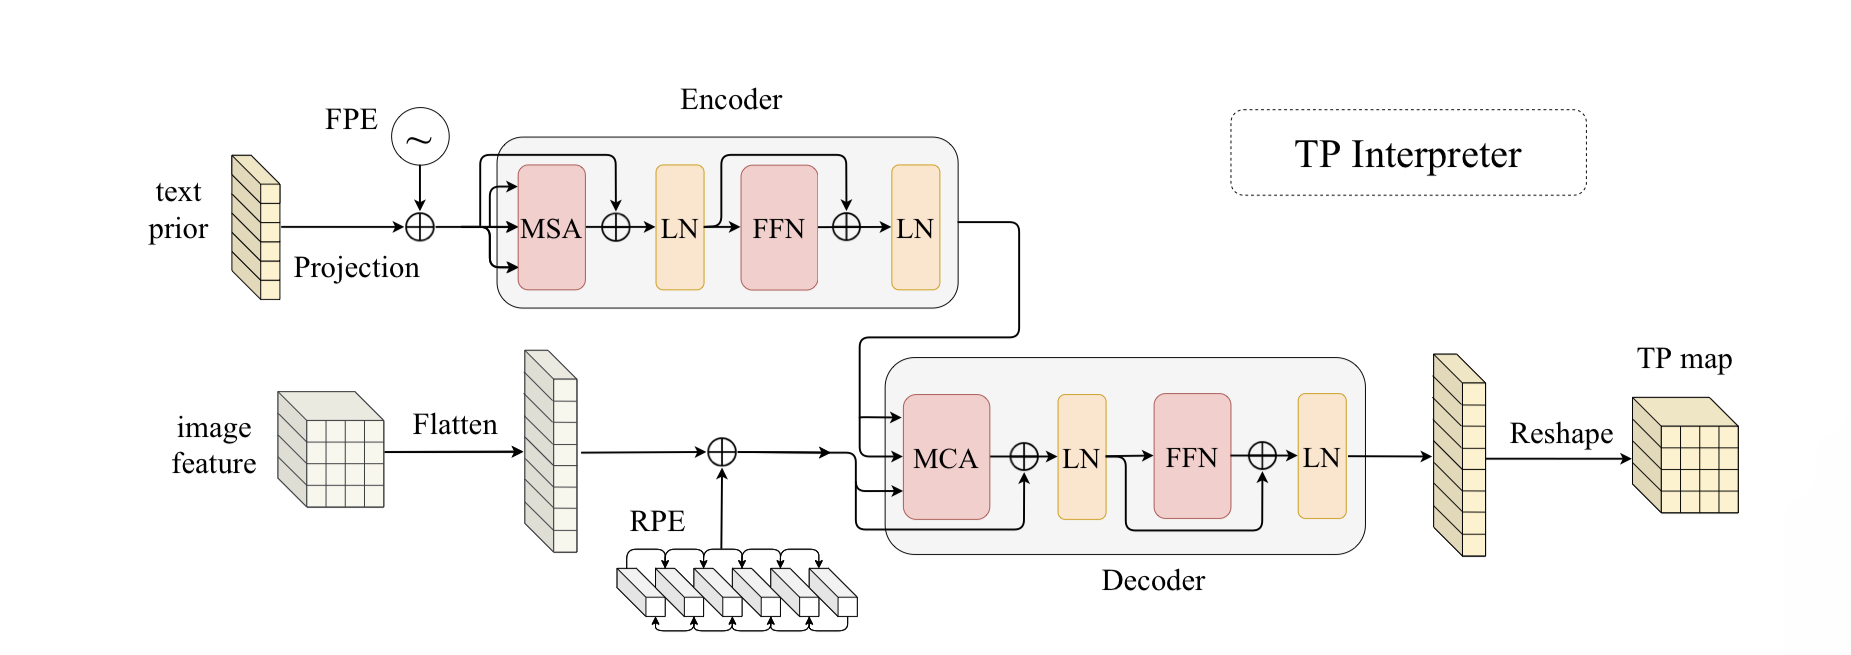 Encoder
FPE
~
TP Interpreter
text
prior
MSA
LN
FFN
LN
Projection
TP map
image
feature
Flatten
MCA
LN
FFN
LN
Reshape
RPE
Decoder